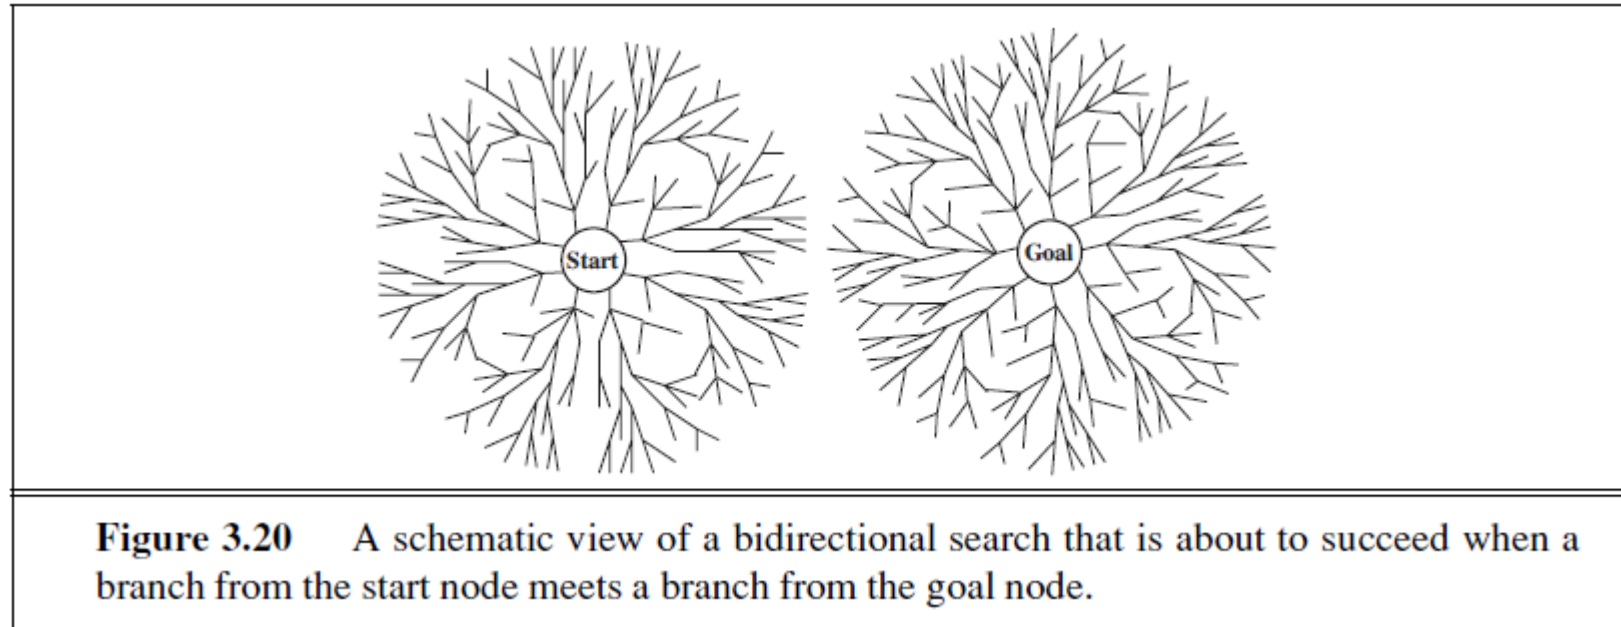 Start
Goal
Figure 3.20 A schematic view of a bidirectional search that is about to succeed when a
branch from the start node meets a branch from the goal node.